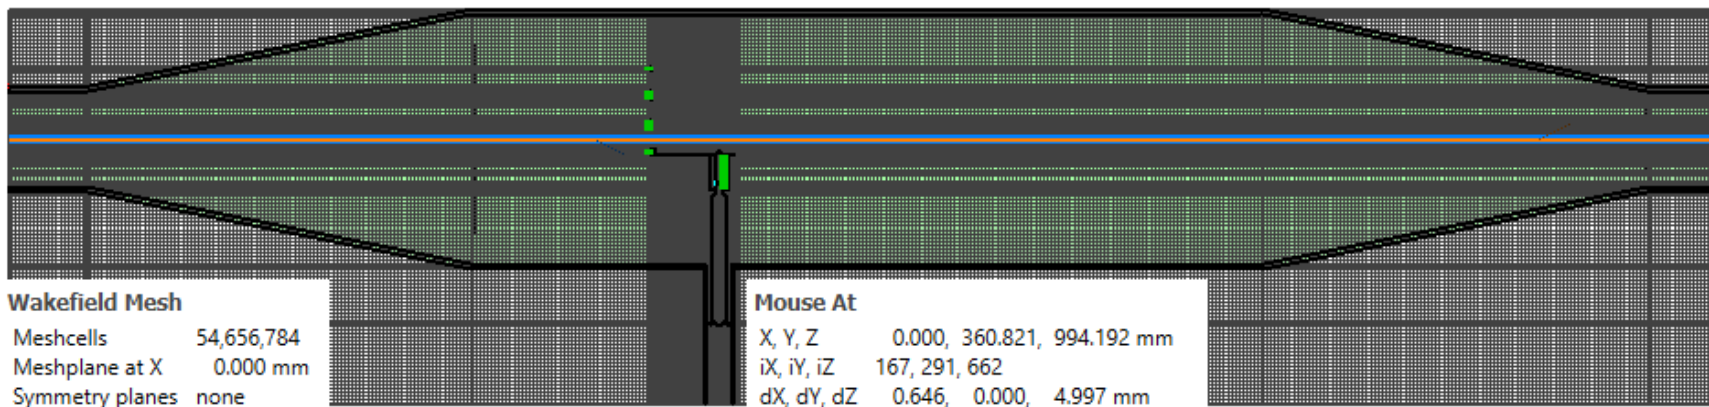 Wakefield Mesh
Meshcells 54,656,784
Meshplane at X 0.000 mm
Symmetry planes none
Mouse At
X, Y, Z 0.000, 360.821, 994.192 mm
iX, iY, iZ 167, 291, 662
dX, dY, dZ 0.646, 0.000, 4.997 mm